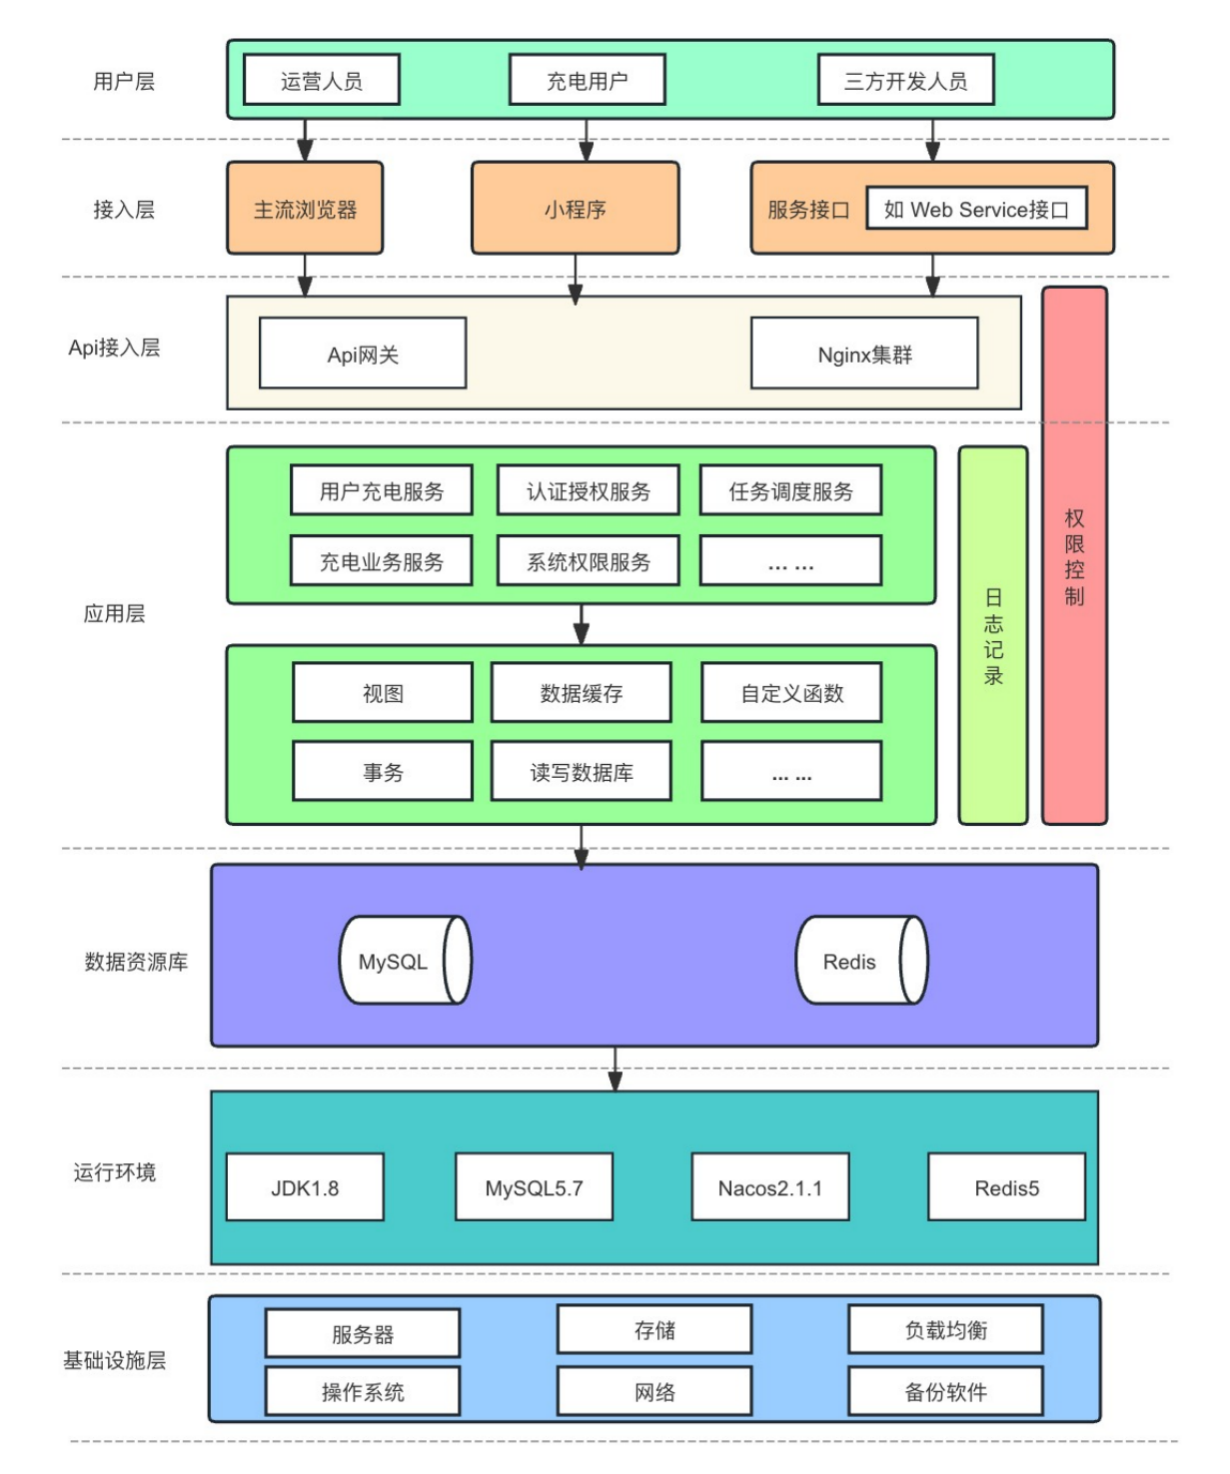 用户层
运营人员
充电用户
三方开发人员
接入层
主流浏览器
小程序
服务接口
如 Web Service接口
Api接入层
Api网关
Nginx集群
权限控制
应用层
用户充电服务
认证授权服务
任务调度服务
充电业务服务
系统权限服务
... ...
日志记录
视图
数据缓存
自定义函数
事务
读写数据库
... ...
数据资源库
MySQL
Redis
运行环境
JDK1.8
MySQL5.7
Nacos2.1.1
Redis5
基础设施层
服务器
存储
负载均衡
操作系统
网络
备份软件